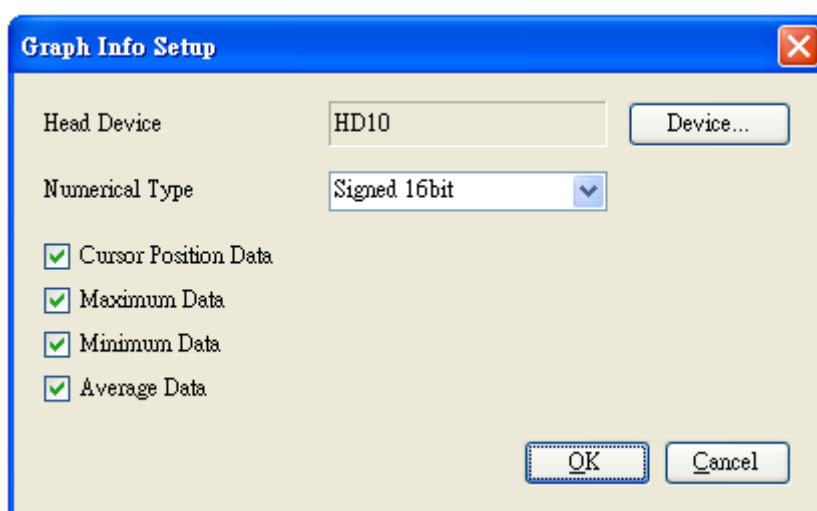 Graph Info Setup
Head Device HD10 Device...
Numerical Type Signed 16bit
Cursor Position Data
Maximum Data
Minimum Data
Average Data
OK Cancel